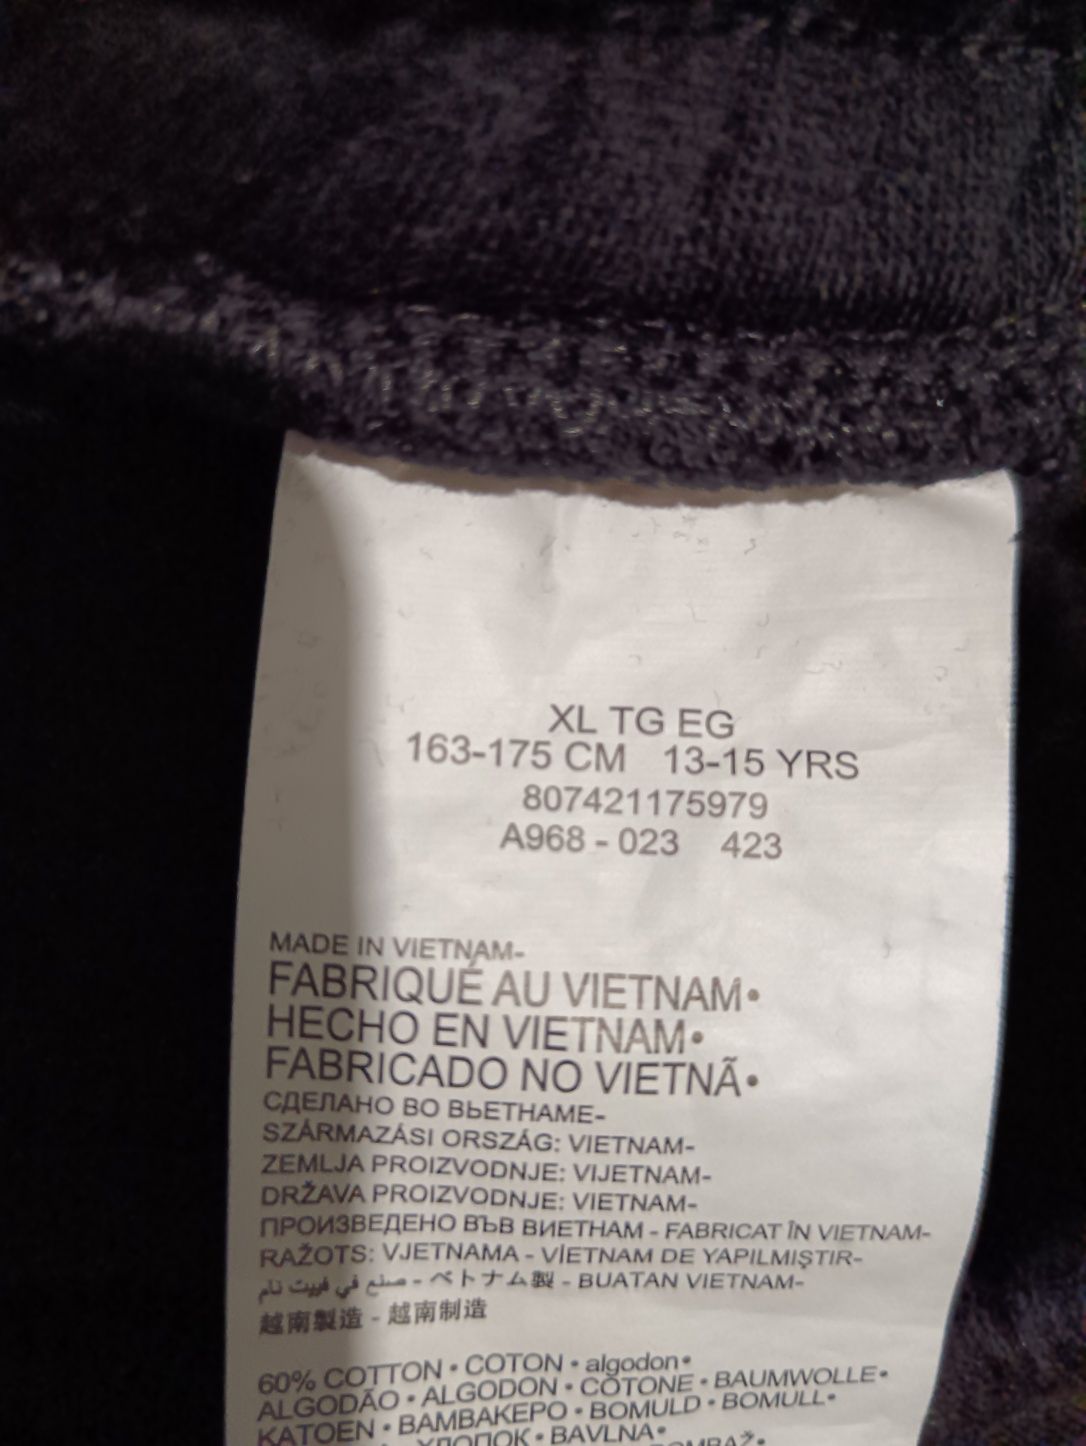 XL TG EG
163-175 CM 13-15 YRS
807421175979
A968 - 023 423
MADE IN VIETNAM-
FABRIQUÉ AU VIETNAM•
HECHO EN VIETNAM•
FABRICADO NO VIETNÃ•
СДЕЛАНО ВО ВЬЕТНАМЕ-
SZÁRMAZÁSI ORSZÁG: VIETNAM-
ZEMLJA PROIZVODNJE: VIJETNAM-
DRŽAVA PROIZVODNJE: VIETNAM-
ПРОИЗВЕДЕНО ВЪВ ВИЕТНАМ - FABRICAT ÎN VIETNAM-
RAŽOTS: VJETNAMA - VİETNAM DE YAPILMIŞTIR-
صنع في فييت نام - ベトナム製 - BUATAN VIETNAM-
越南製造 - 越南制造
60% COTTON • COTON • algodon•
ALGODÃO • ALGODON • COTONE • BAUMWOLLE•
KATOEN • BAMBAKEPO • BOMULD • BOMULL•
ХЛОПОК • BAVLNA•